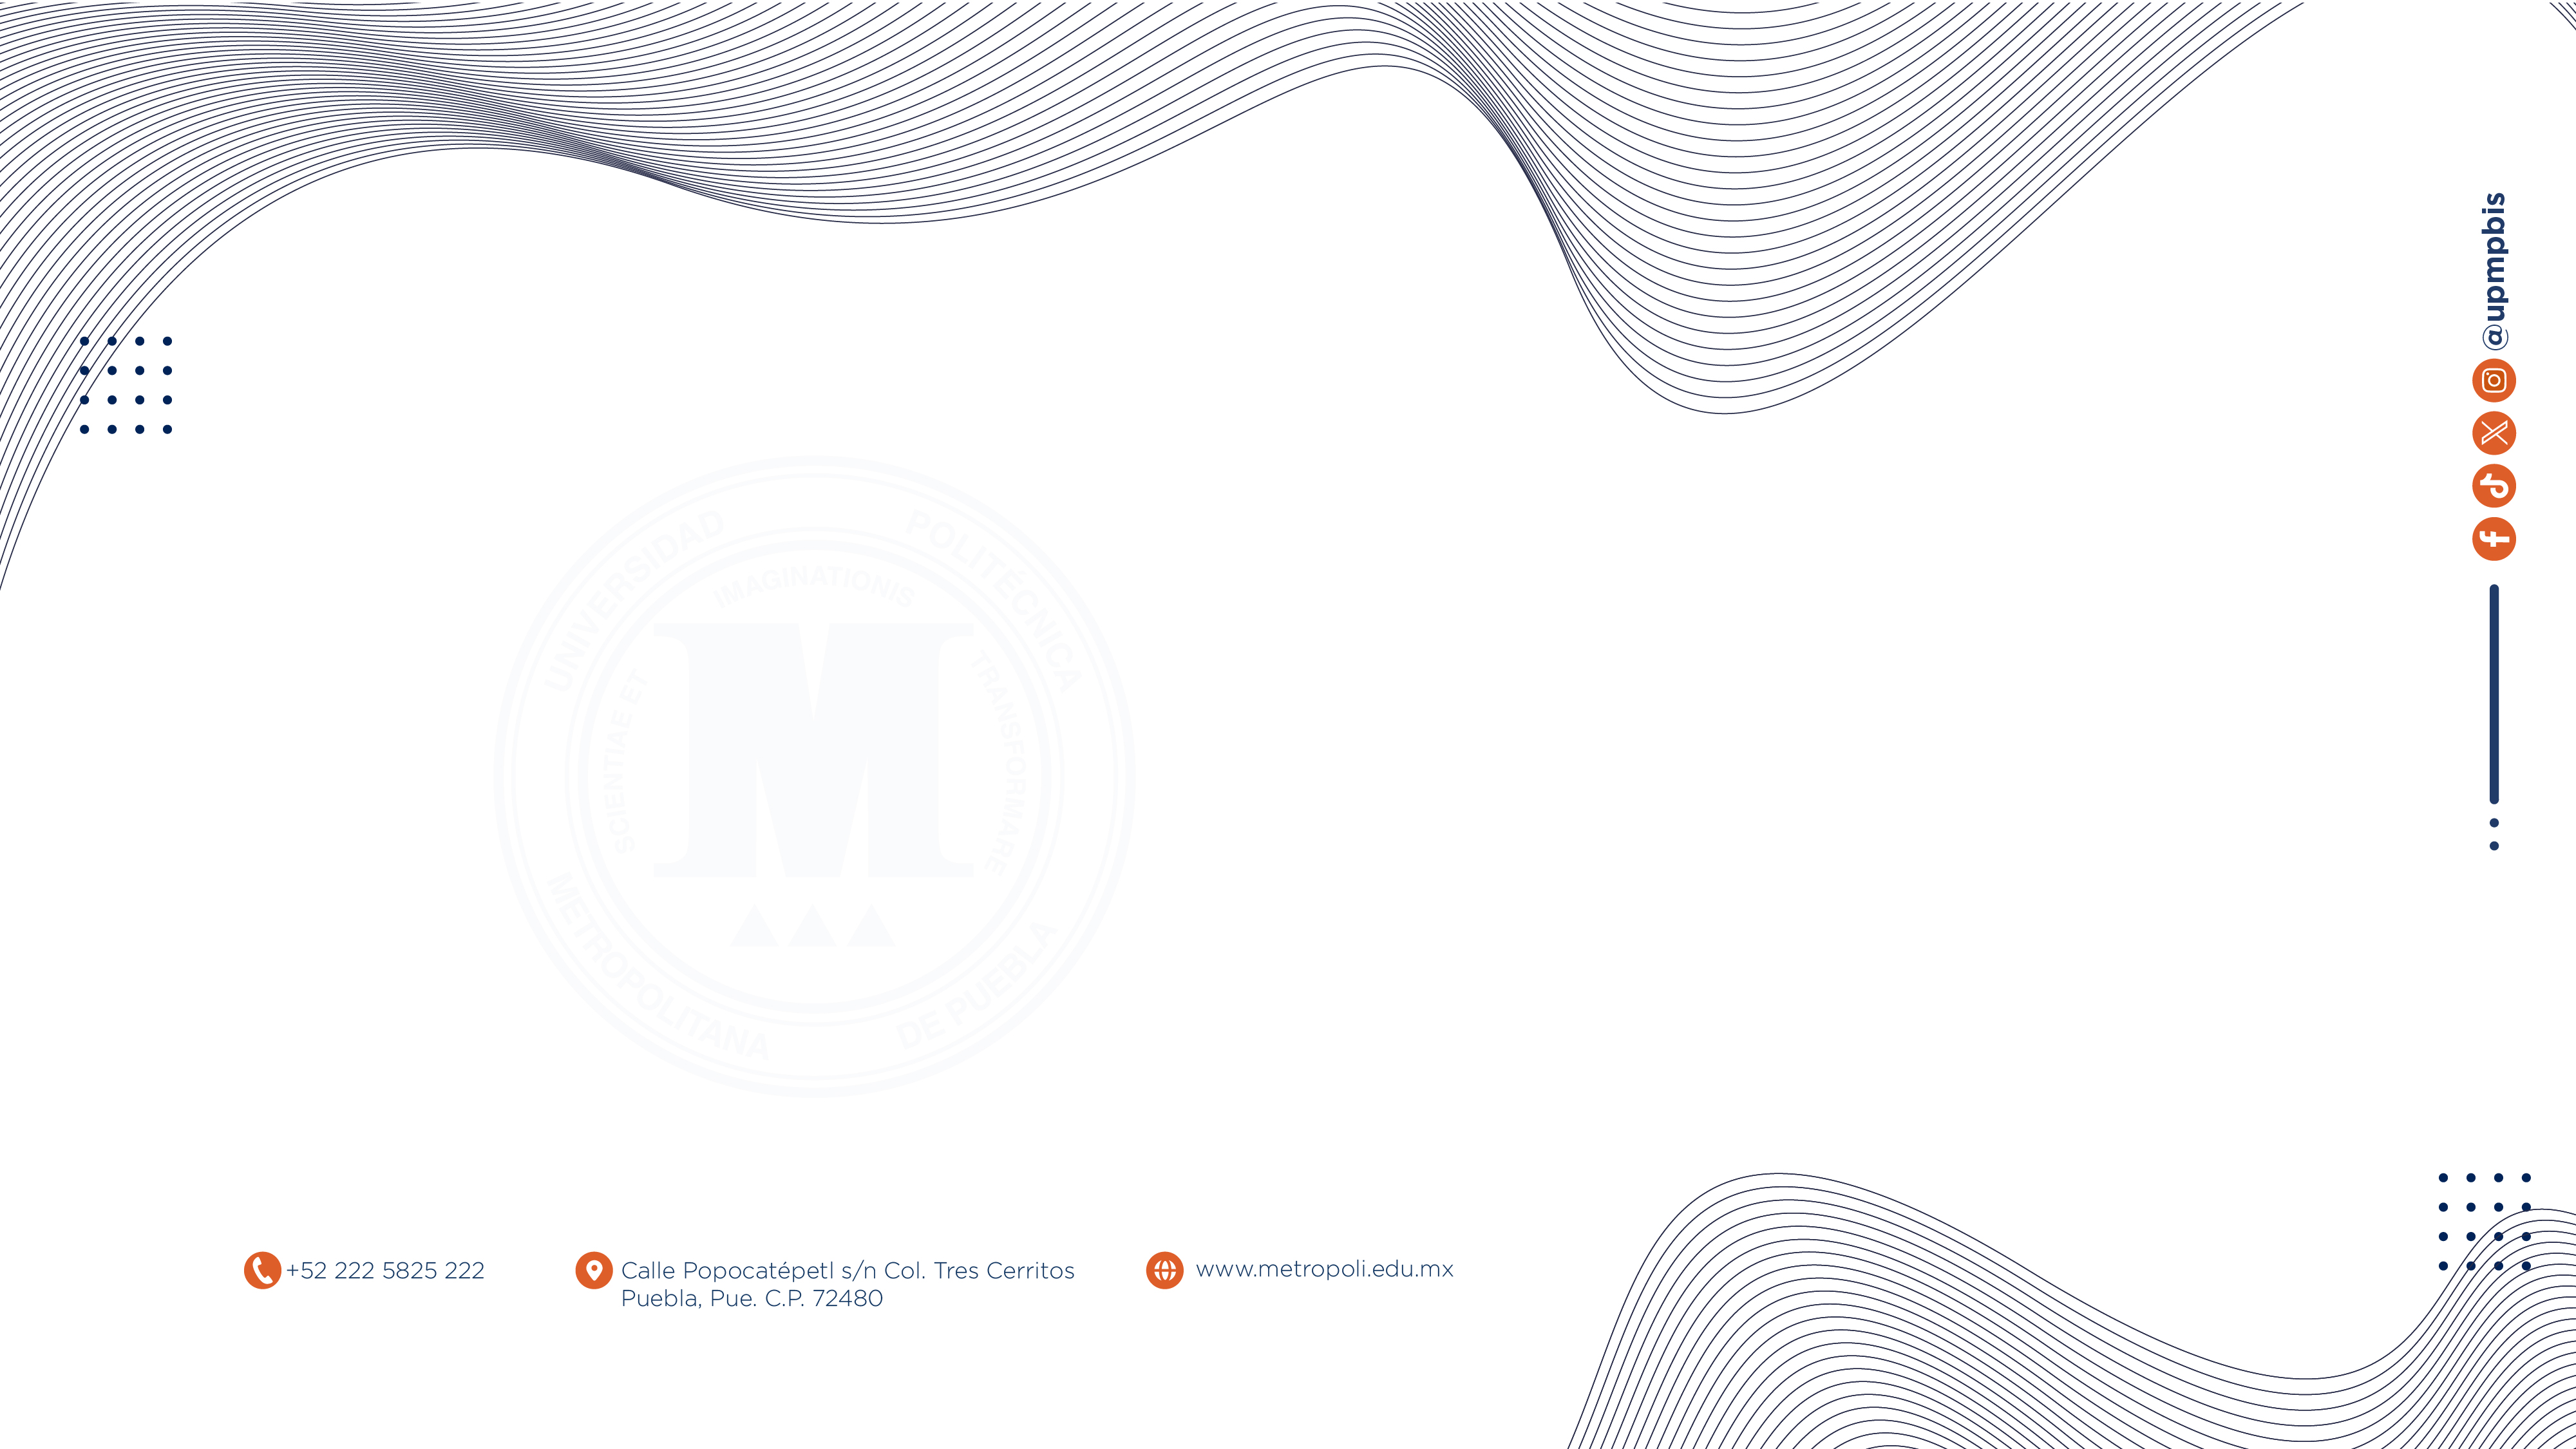 @upmpbis
UNIVERSIDAD POLITÉCNICA
METROPOLITANA DE PUEBLA
SCIENTIAE ET IMAGINATIONIS TRANSFORMARE
M
+52 222 5825 222
Calle Popocatépetl s/n Col. Tres Cerritos
Puebla, Pue. C.P. 72480
www.metropoli.edu.mx